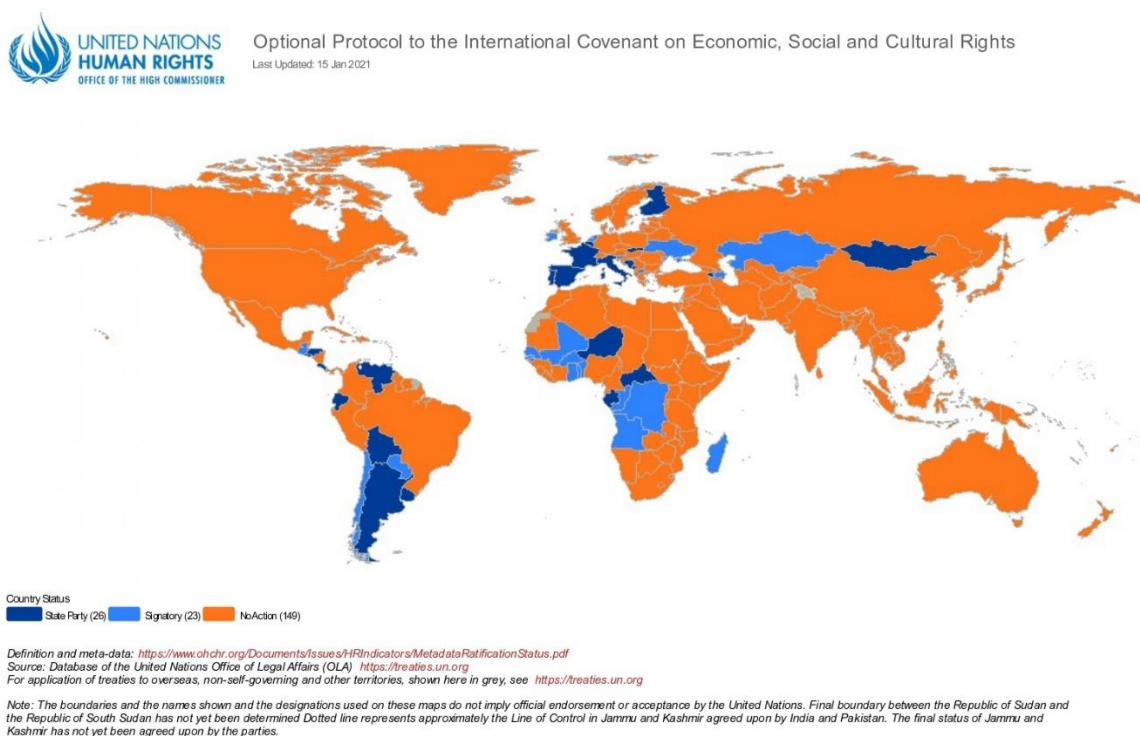 UNITED NATIONS
HUMAN RIGHTS
OFFICE OF THE HIGH COMMISSIONER
Optional Protocol to the International Covenant on Economic, Social and Cultural Rights
Last Updated: 15 Jan 2021
Country Status
State Party (26) Signatory (23) No Action (149)
Definition and meta-data: https://www.ohchr.org/Documents/Issues/HRIndicators/MetadataRatificationStatus.pdf
Source: Database of the United Nations Office of Legal Affairs (OLA) https://treaties.un.org
For application of treaties to overseas, non-self-governing and other territories, shown here in grey, see https://treaties.un.org
Note: The boundaries and the names shown and the designations used on these maps do not imply official endorsement or acceptance by the United Nations. Final boundary between the Republic of Sudan and
the Republic of South Sudan has not yet been determined Dotted line represents approximately the Line of Control in Jammu and Kashmir agreed upon by India and Pakistan. The final status of Jammu and
Kashmir has not yet been agreed upon by the parties.